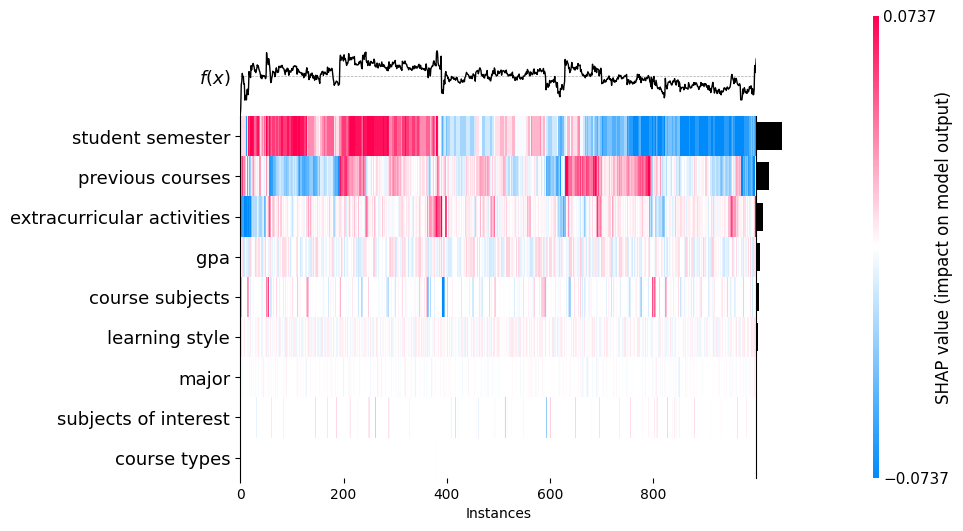 0.0737
f(x)
student semester
previous courses
extracurricular activities
gpa
course subjects
learning style
major
subjects of interest
course types
0 200 400 600 800
Instances
−0.0737
SHAP value (impact on model output)